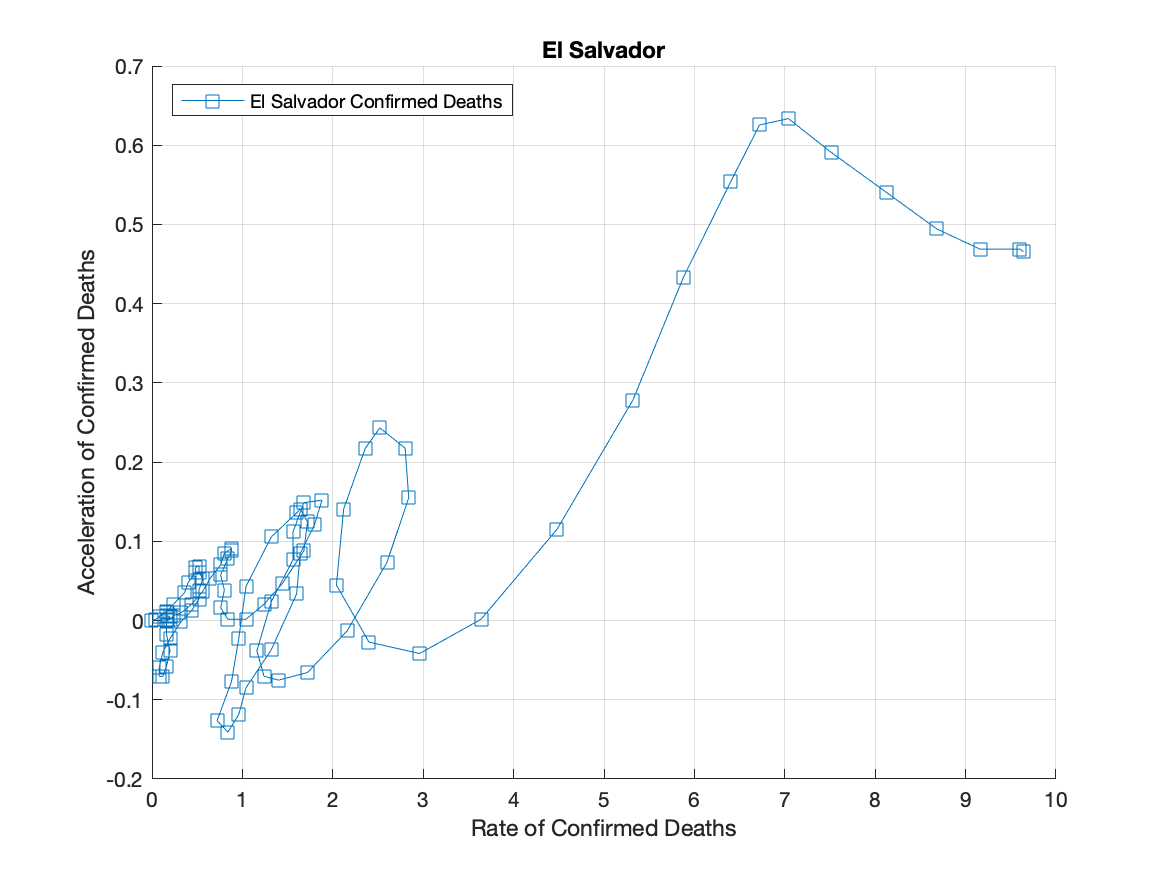 El Salvador
El Salvador Confirmed Deaths
Acceleration of Confirmed Deaths
0.7
0.6
0.5
0.4
0.3
0.2
0.1
0
-0.1
-0.2
0 1 2 3 4 5 6 7 8 9 10
Rate of Confirmed Deaths